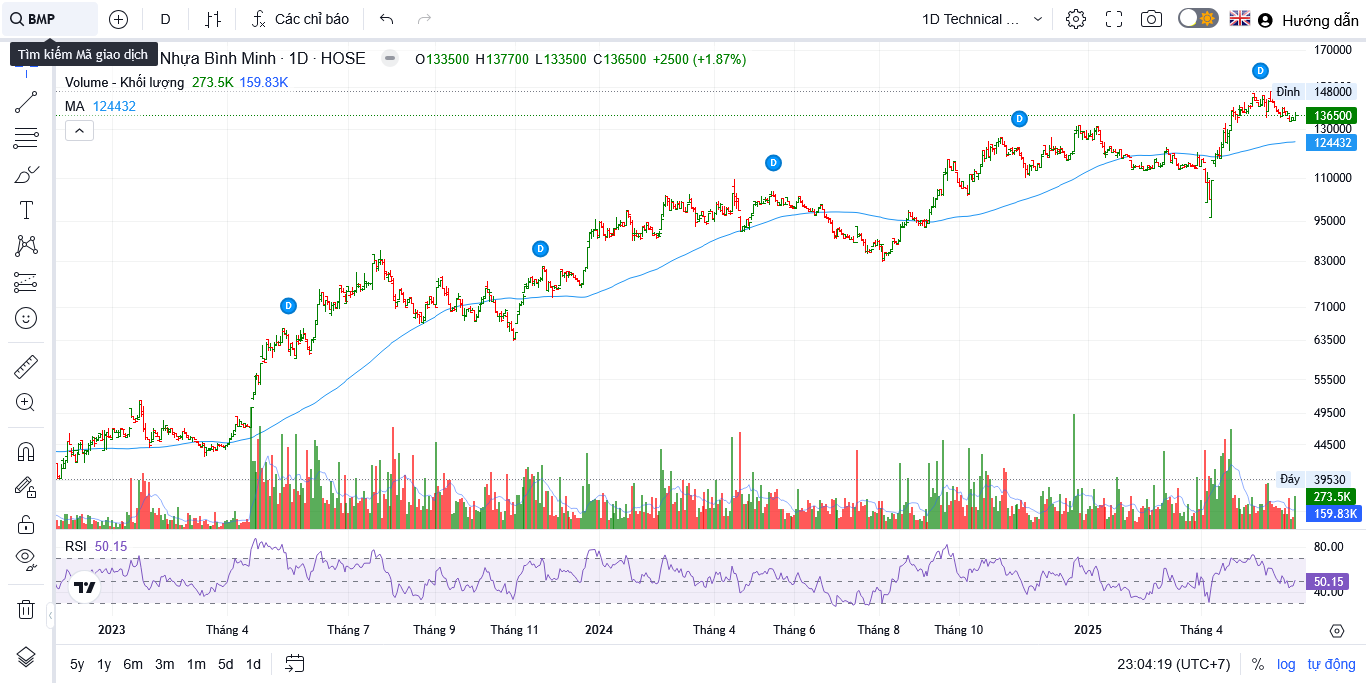 BMP
D
Các chỉ báo
1D Technical ...
Hướng dẫn
Tìm kiếm Mã giao dịch
Nhựa Bình Minh · 1D · HOSE
O133500 H137700 L133500 C136500 +2500 (+1.87%)
Volume - Khối lượng 273.5K 159.83K
MA 124432
170000
D
Đỉnh 148000
136500
130000
124432
D
D
D
D
110000
95000
83000
71000
63500
55500
49500
44500
Đáy 39530
273.5K
159.83K
RSI 50.15
80.00
50.15
40.00
2023 Tháng 4 Tháng 7 Tháng 9 Tháng 11 2024 Tháng 4 Tháng 6 Tháng 8 Tháng 10 2025 Tháng 4
5y 1y 6m 3m 1m 5d 1d
23:04:19 (UTC+7) % log tự động